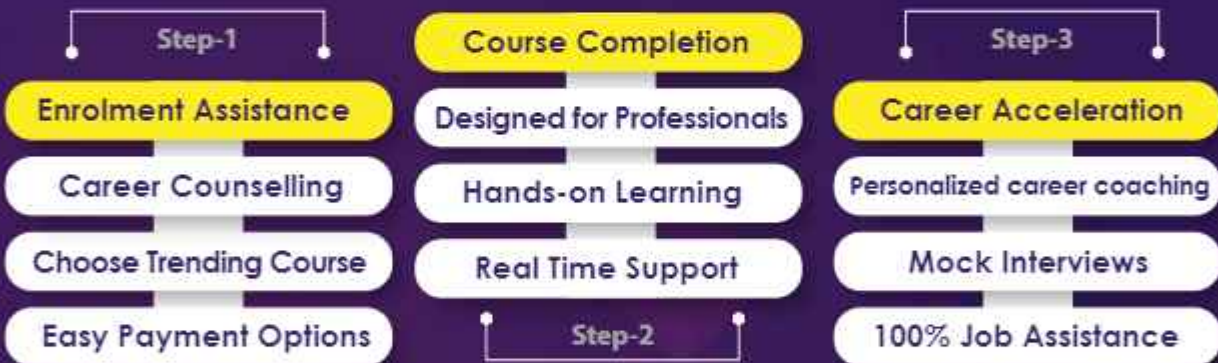 Step-1
Enrolment Assistance
Career Counselling
Choose Trending Course
Easy Payment Options
Course Completion
Designed for Professionals
Hands-on Learning
Real Time Support
Step-2
Step-3
Career Acceleration
Personalized career coaching
Mock Interviews
100% Job Assistance